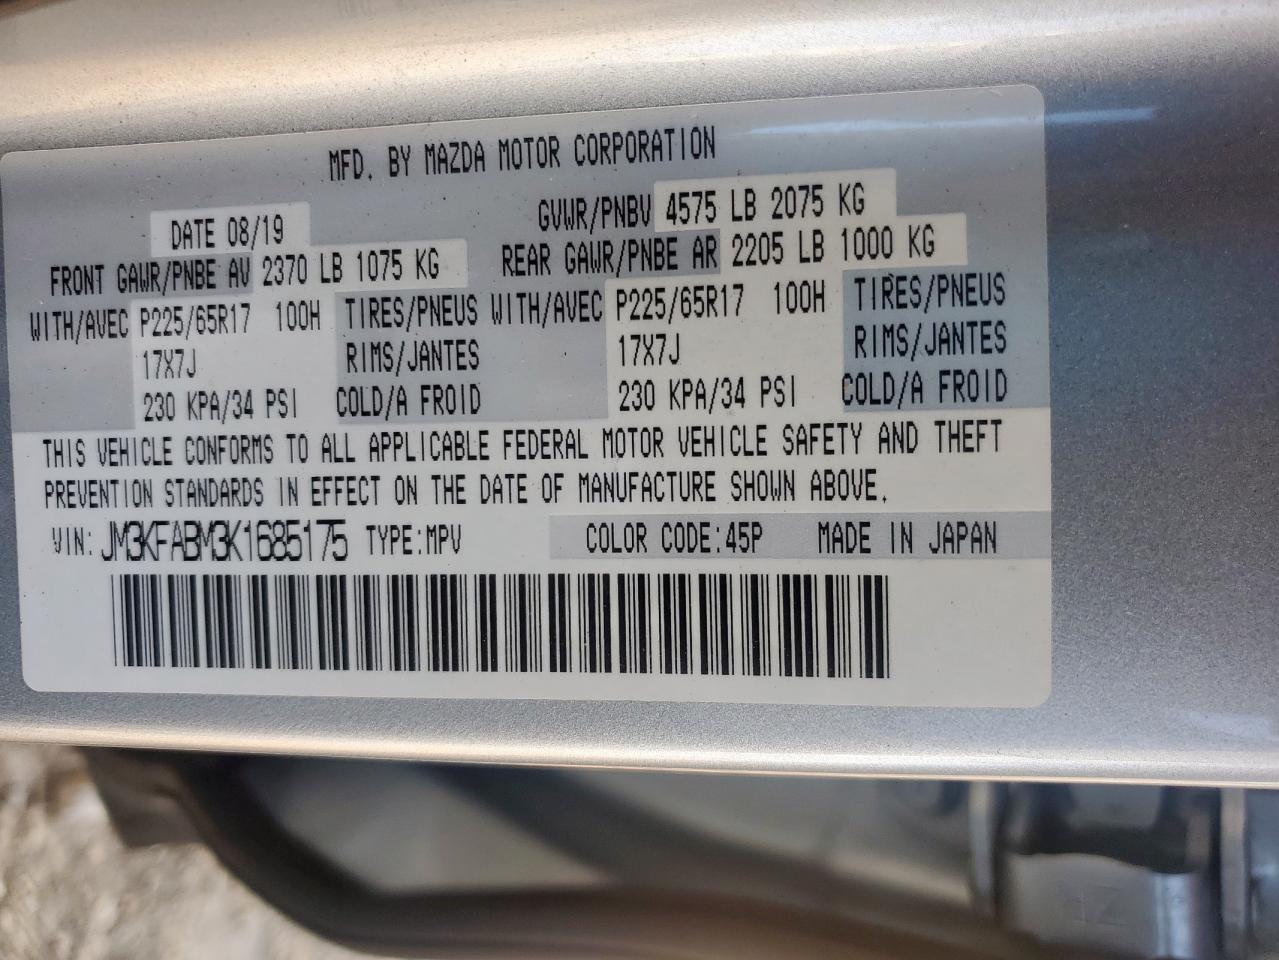 MFD. BY MAZDA MOTOR CORPORATION
DATE 08/19 GVWR/PNBV 4575 LB 2075 KG
FRONT GAWR/PNBE AV 2370 LB 1075 KG REAR GAWR/PNBE AR 2205 LB 1000 KG
WITH/AVEC P225/65R17 100H TIRES/PNEUS WITH/AVEC P225/65R17 100H TIRES/PNEUS
17X7J RIMS/JANTES 17X7J RIMS/JANTES
230 KPA/34 PSI COLD/A FROID 230 KPA/34 PSI COLD/A FROID
THIS VEHICLE CONFORMS TO ALL APPLICABLE FEDERAL MOTOR VEHICLE SAFETY AND THEFT
PREVENTION STANDARDS IN EFFECT ON THE DATE OF MANUFACTURE SHOWN ABOVE.
VIN: JM3KFABM3K1685175 TYPE:MPV COLOR CODE:45P MADE IN JAPAN